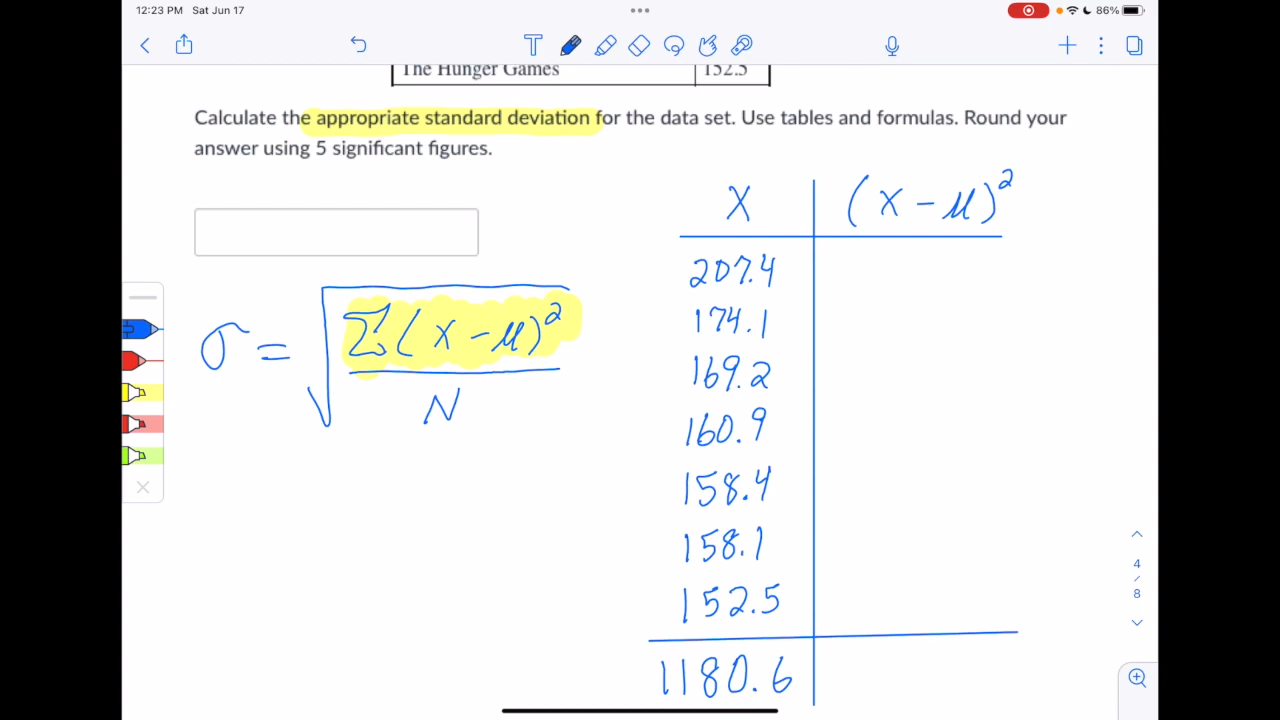 12:23 PM Sat Jun 17
86%
T
The Hunger Games 152.5
Calculate the appropriate standard deviation for the data set. Use tables and formulas. Round your
answer using 5 significant figures.
X (x - μ)²
207.4
174.1
169.2
160.9
158.4
158.1
152.5
1180.6
σ = √
Σ(x - μ)²
N
4
/
8